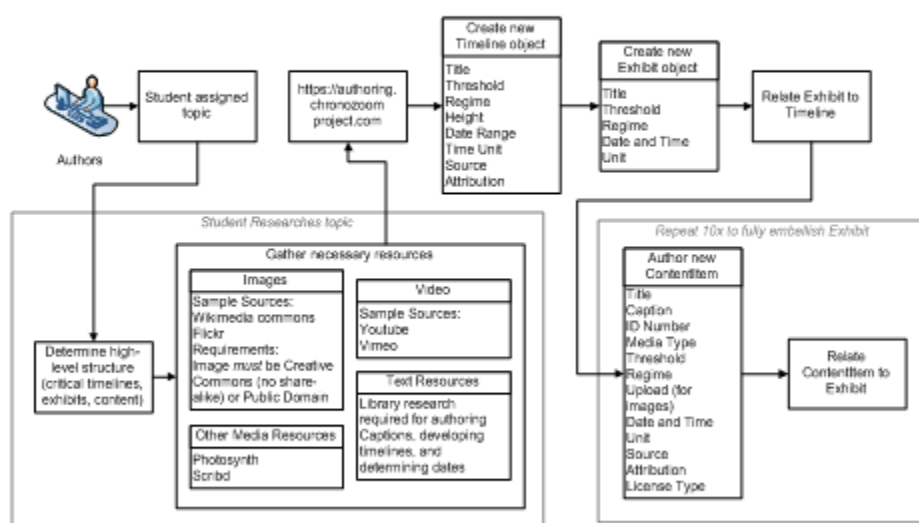 Authors
Student assigned
topic
https://authoring.
chronozoom
project.com
Create new
Timeline object
Title
Threshold
Regime
Height
Date Range
Time Unit
Source
Attribution
Create new
Exhibit object
Title
Threshold
Regime
Date and Time
Unit
Relate Exhibit to
Timeline
Student Researches topic
Determine high-
level structure
(critical timelines,
exhibits, content)
Gather necessary resources
Images
Sample Sources:
Wikimedia commons
Flickr
Requirements:
Image must be Creative
Commons (no share-
alike) or Public Domain
Other Media Resources
Photosynth
Scribd
Video
Sample Sources:
Youtube
Vimeo
Text Resources
Library research
required for authoring
Captions, developing
timelines, and
determining dates
Repeat 10x to fully embellish Exhibit
Author new
ContentItem
Title
Caption
ID Number
Media Type
Threshold
Regime
Upload (for
images)
Date and Time
Unit
Source
Attribution
License Type
Relate
ContentItem to
Exhibit